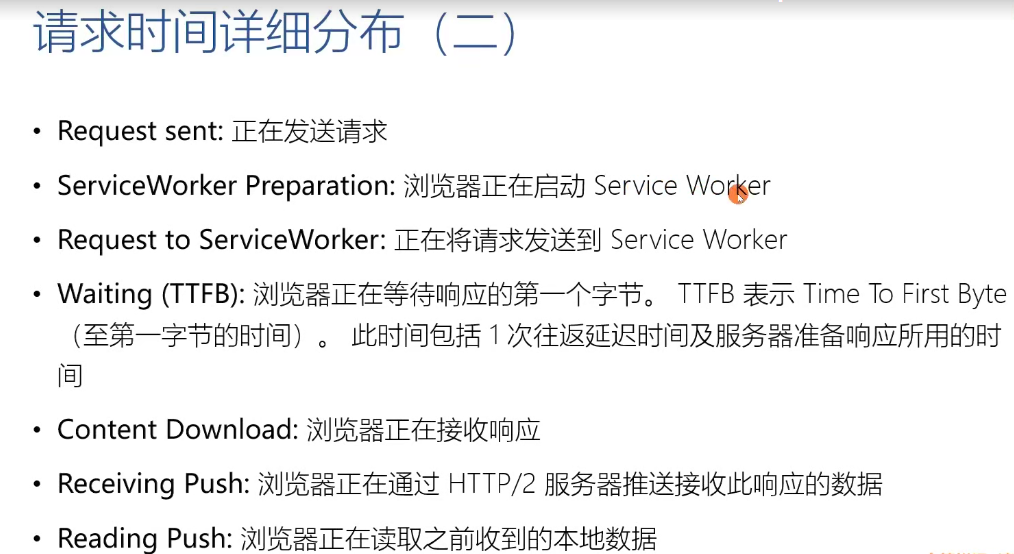 请求时间详细分布（二）
• Request sent: 正在发送请求
• ServiceWorker Preparation: 浏览器正在启动 Service Worker
• Request to ServiceWorker: 正在将请求发送到 Service Worker
• Waiting (TTFB): 浏览器正在等待响应的第一个字节。 TTFB 表示 Time To First Byte
（至第一字节的时间）。 此时间包括 1 次往返延迟时间及服务器准备响应所用的时
间
• Content Download: 浏览器正在接收响应
• Receiving Push: 浏览器正在通过 HTTP/2 服务器推送接收此响应的数据
• Reading Push: 浏览器正在读取之前收到的本地数据